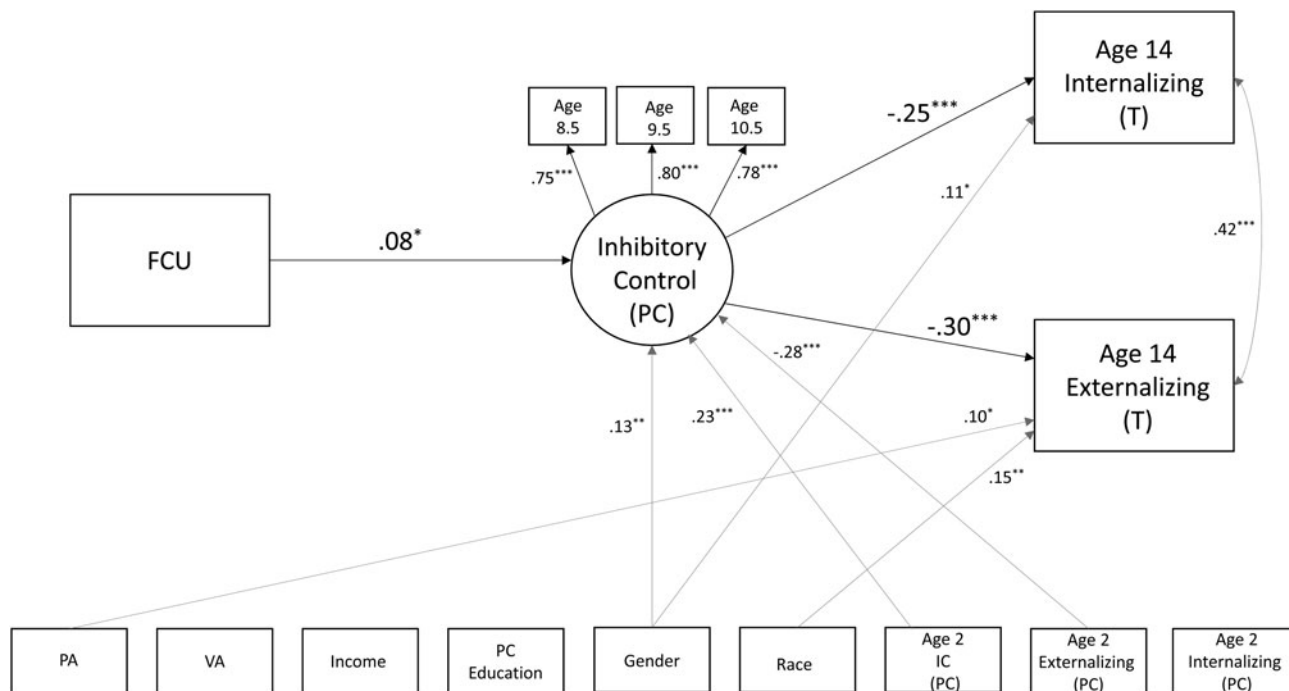 Age 14
Internalizing
(T)
Age
8.5
Age
9.5
Age
10.5
-.25***
.75***
.80***
.78***
.11*
FCU
.08*
Inhibitory
Control
(PC)
.42***
-.30***
Age 14
Externalizing
(T)
-.28***
.13**
.23***
.10*
.15**
PA
VA
Income
PC
Education
Gender
Race
Age 2
IC
(PC)
Age 2
Externalizing
(PC)
Age 2
Internalizing
(PC)